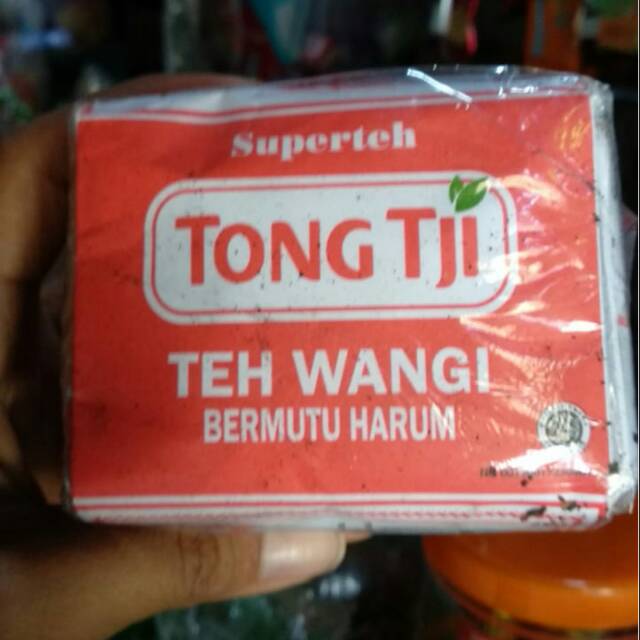 Superteh
TONG TJI
TEH WANGI
BERMUTU HARUM